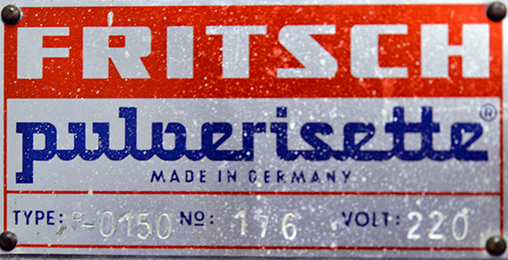 FRITSCH
pulverisette®
MADE IN GERMANY
TYPE: -0150 Nº: 176 VOLT: 220